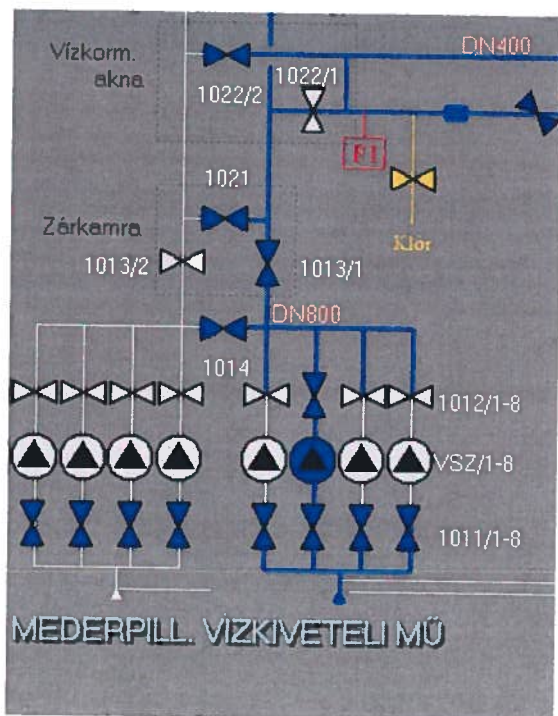 Vízkorm.
akna
DN400
1022/1
1022/2
FI
1021
Zárkamra
Klór
1013/2
1013/1
DN800
1014
1012/1-8
VSZ/1-8
1011/1-8
MEDERPILL. VÍZKIVETELI MŰ